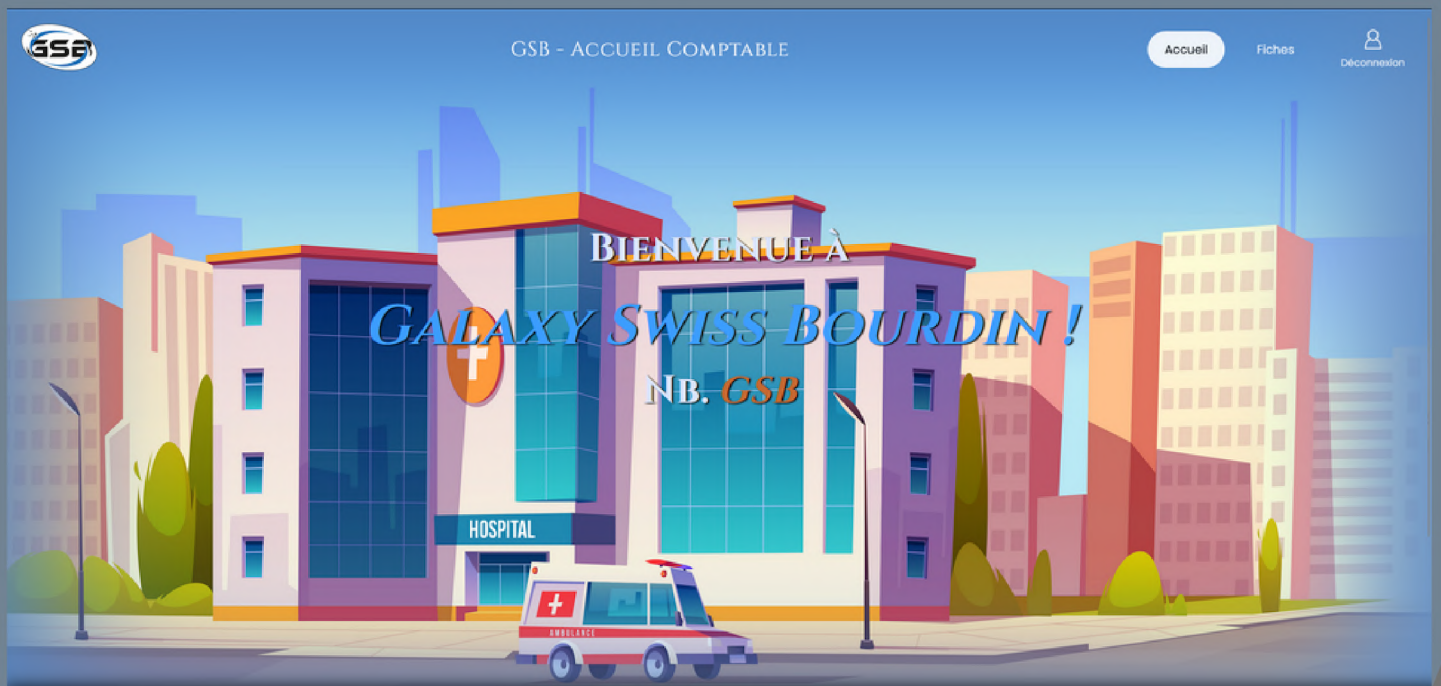 GSB
GSB - Accueil Comptable
Accueil
Fiches
Déconnexion
Bienvenue à
Galaxy Swiss Bourdin !
Nb. GSB
HOSPITAL
AMBULANCE